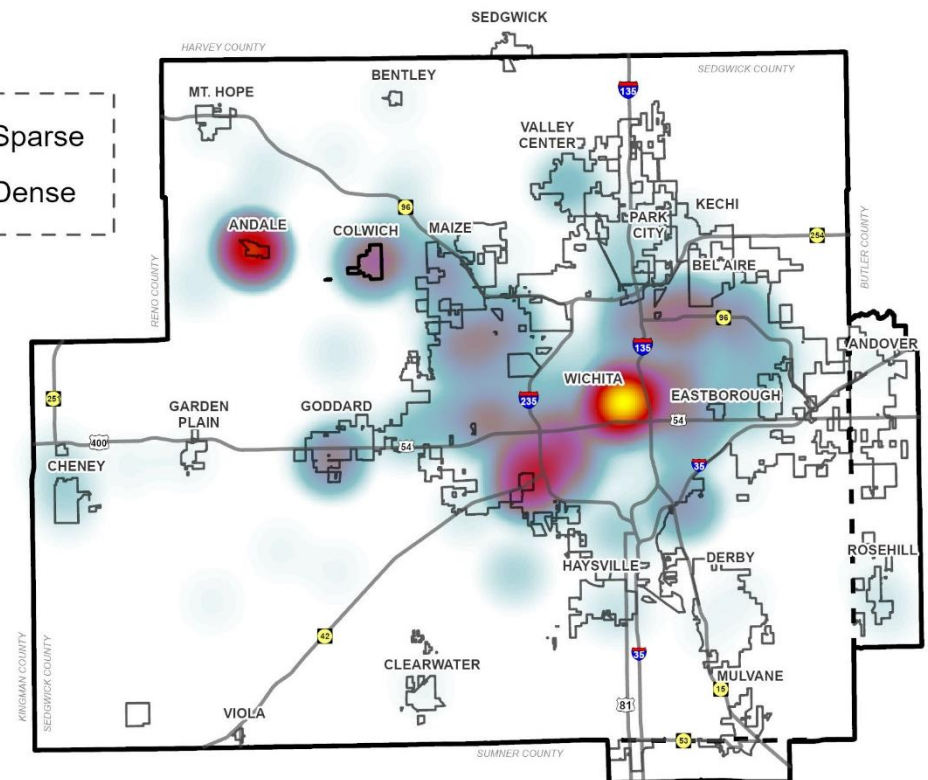 SEDGWICK
HARVEY COUNTY
SEDGWICK COUNTY
BENTLEY
MT. HOPE
135
Sparse
VALLEY
CENTER
Dense
96
KECHI
ANDALE
COLWICH
MAIZE
PARK
CITY
254
BUTLER COUNTY
BEL AIRE
RENO COUNTY
96
135
ANDOVER
WICHITA
EASTBOROUGH
251
235
GARDEN
PLAIN
GODDARD
54
400
54
CHENEY
35
HAYSVILLE
DERBY
ROSEHILL
KINGMAN COUNTY
SEDGWICK COUNTY
42
35
CLEARWATER
MULVANE
15
81
VIOLA
53
SUMNER COUNTY